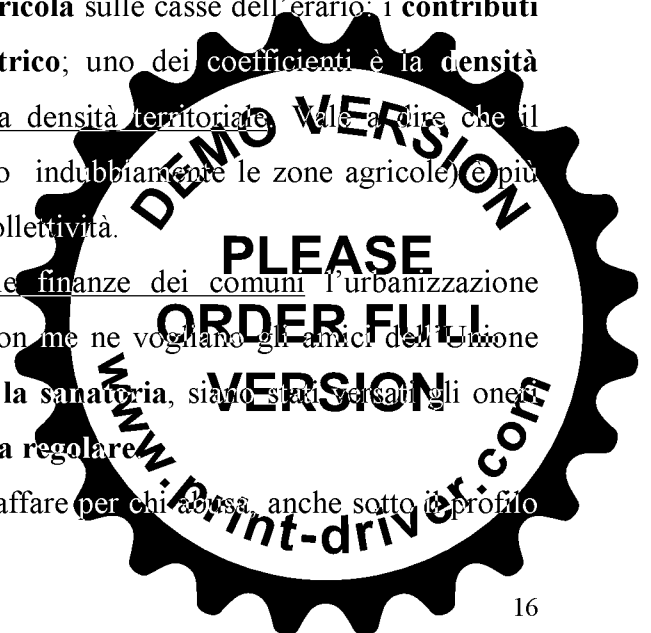 ricola sulle casse dell'erario: i contributi
trico; uno dei coefficienti è la densità
a densità territoriale. Vale a dire che il
o indubbiamente le zone agricole) è più
ollettività.
le finanze dei comuni l'urbanizzazione
on me ne vogliano gli amici dell'Unione
la sanatoria, siano stati versati gli oneri
a regolare.
affare per chi abusa, anche sotto il profilo
16
DEMO VERSION
PLEASE
ORDER FULL
VERSION
www.print-driver.com